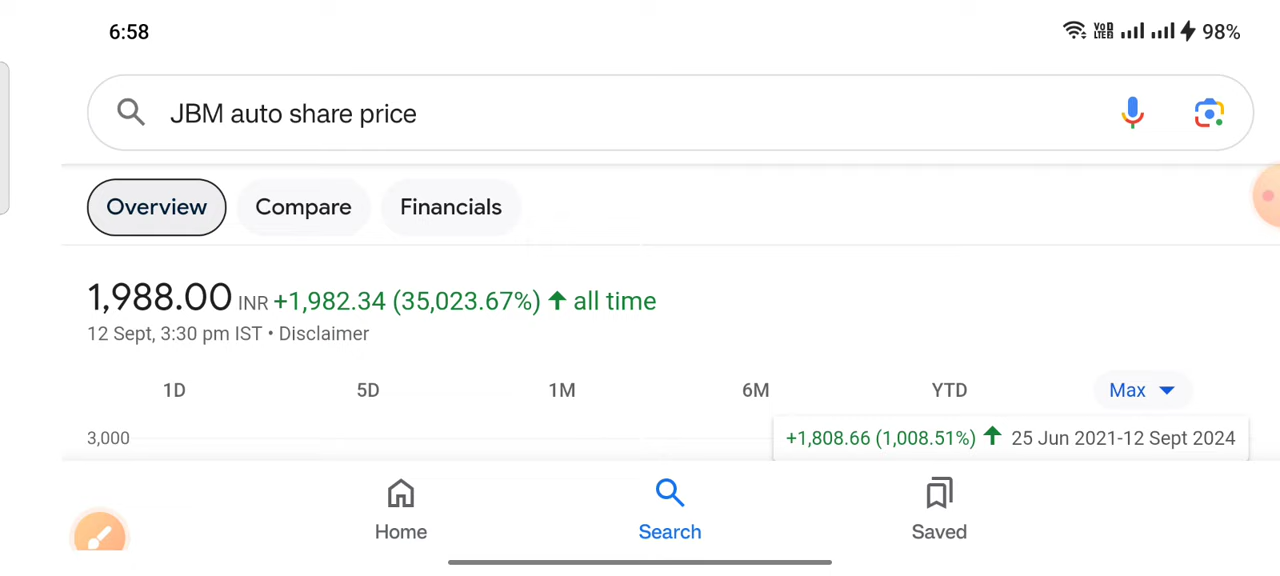 6:58 VoD LTEB 98%
JBM auto share price
Overview Compare Financials
1,988.00 INR +1,982.34 (35,023.67%) ↑ all time
12 Sept, 3:30 pm IST • Disclaimer
1D 5D 1M 6M YTD Max
3,000 +1,808.66 (1,008.51%) ↑ 25 Jun 2021-12 Sept 2024
Home Search Saved